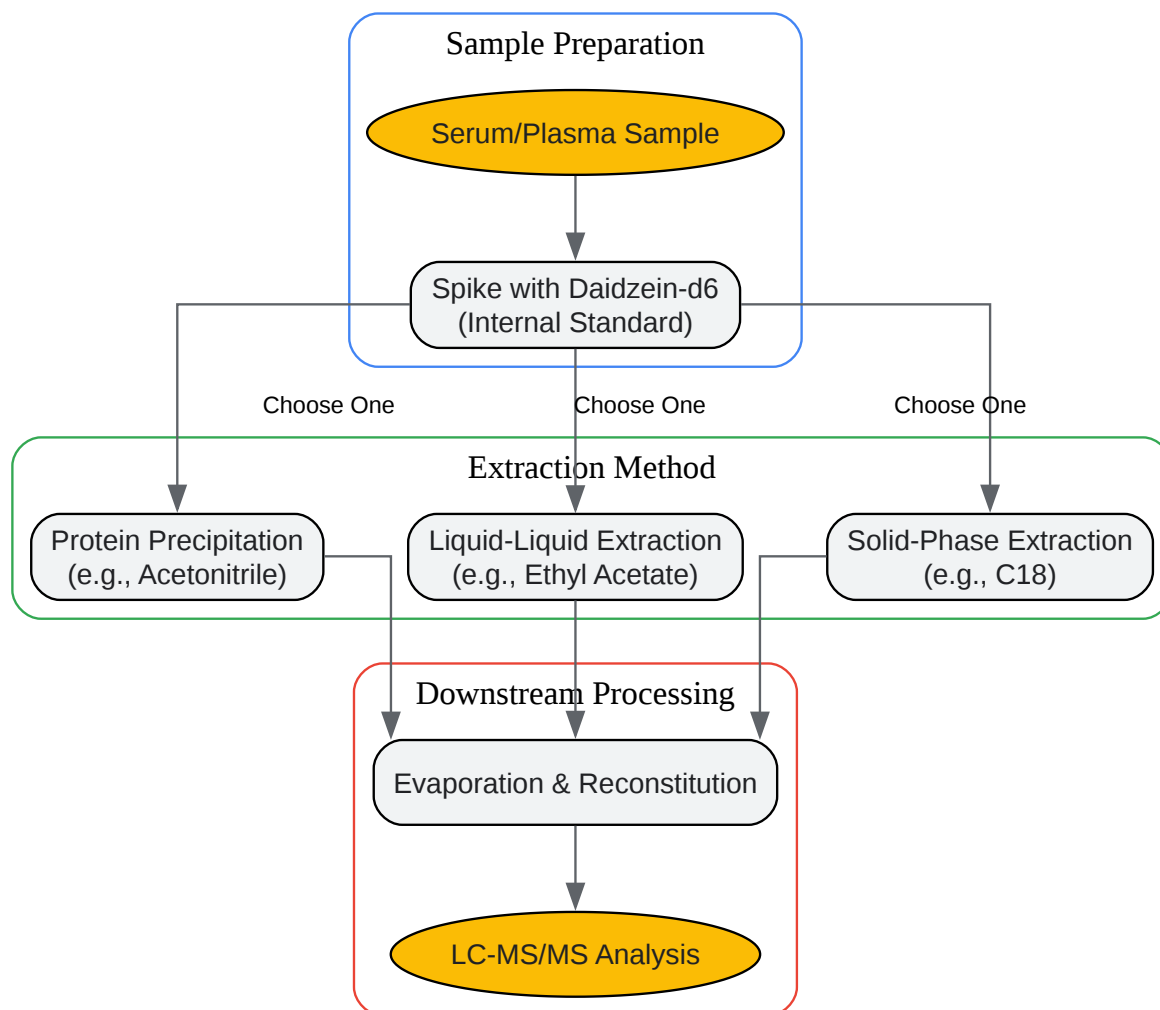 Sample Preparation
Serum/Plasma Sample
Spike with Daidzein-d6
(Internal Standard)
Choose One
Choose One
Choose One
Extraction Method
Protein Precipitation
(e.g., Acetonitrile)
Liquid-Liquid Extraction
(e.g., Ethyl Acetate)
Solid-Phase Extraction
(e.g., C18)
Downstream Processing
Evaporation & Reconstitution
LC-MS/MS Analysis